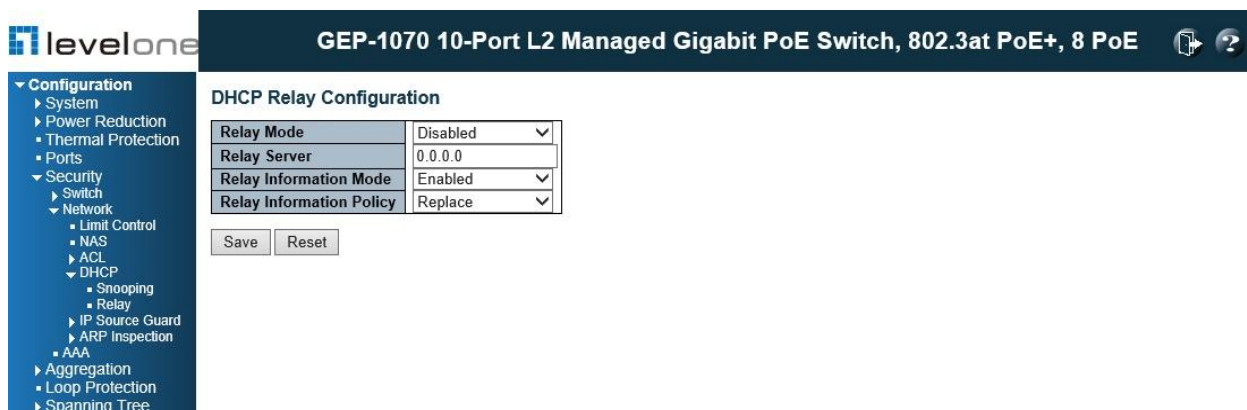 levelone
GEP-1070 10-Port L2 Managed Gigabit PoE Switch, 802.3at PoE+, 8 PoE
?
Configuration
System
Power Reduction
Thermal Protection
Ports
Security
Switch
Network
Limit Control
NAS
ACL
DHCP
Snooping
Relay
IP Source Guard
ARP Inspection
AAA
Aggregation
Loop Protection
Spanning Tree
DHCP Relay Configuration
Relay Mode Disabled
Relay Server 0.0.0.0
Relay Information Mode Enabled
Relay Information Policy Replace
Save Reset